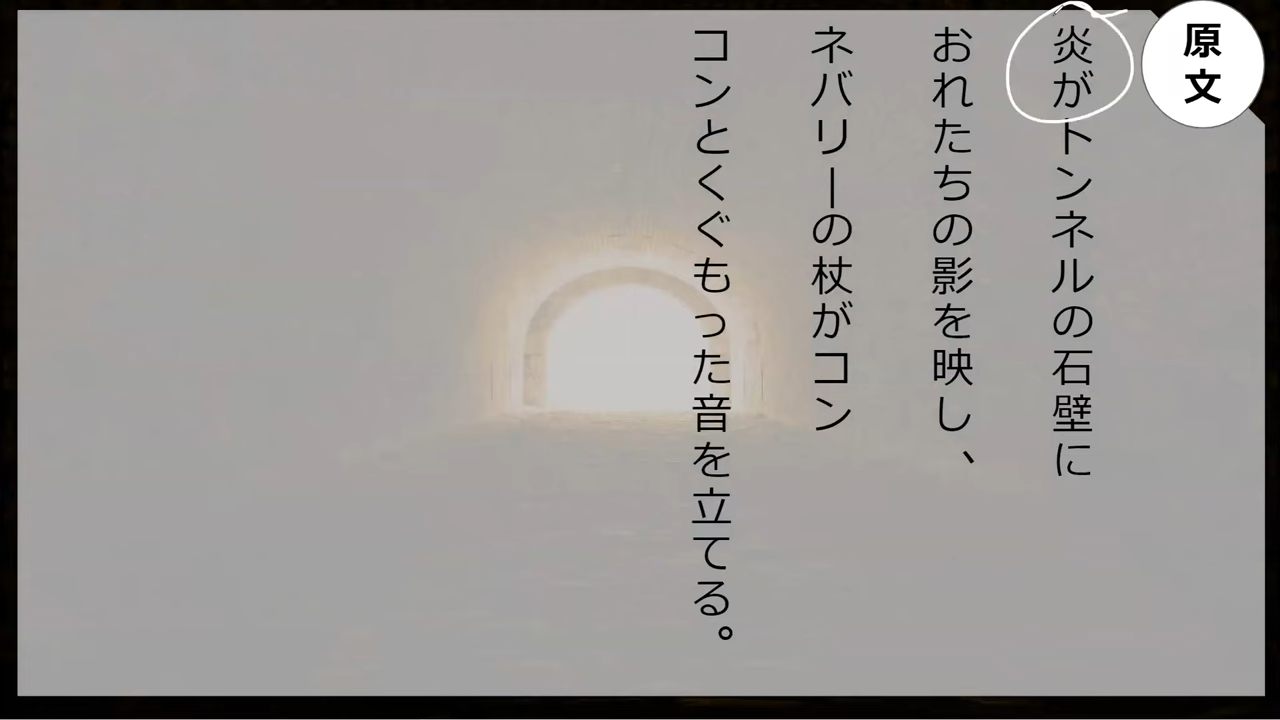 原文
炎がトンネルの石壁に
おれたちの影を映し、
ネバリーの杖がコン
コンとくぐもった音を立てる。